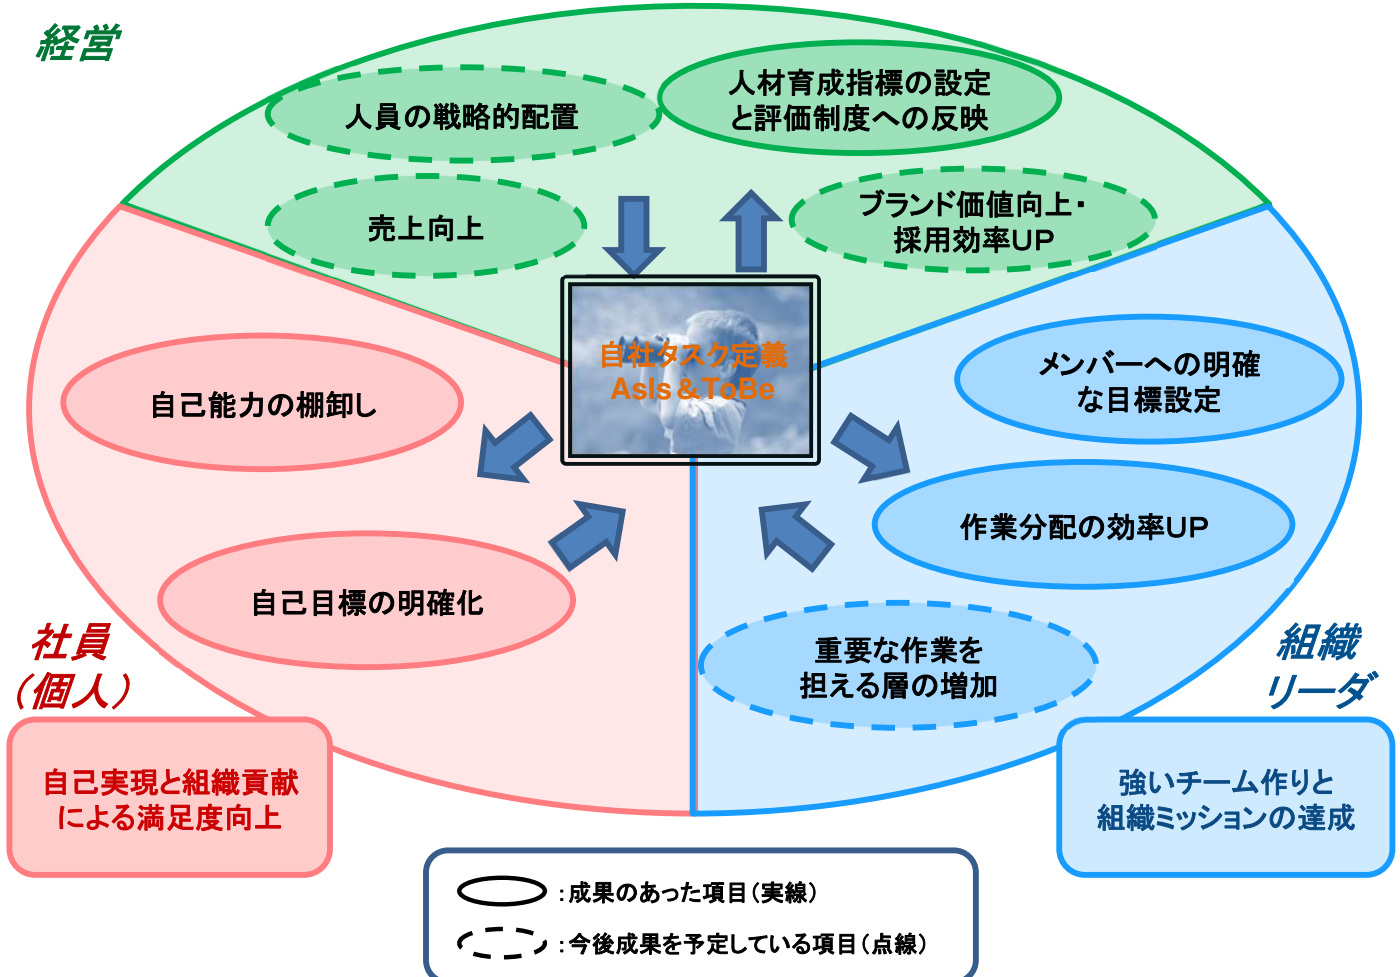 経営
人員の戦略的配置
人材育成指標の設定
と評価制度への反映
売上向上
ブランド価値向上・
採用効率UP
自社タスク定義
AsIs＆ToBe
自己能力の棚卸し
メンバーへの明確
な目標設定
作業分配の効率UP
自己目標の明確化
重要な作業を
担える層の増加
社員
（個人）
組織
リーダ
自己実現と組織貢献
による満足度向上
強いチーム作りと
組織ミッションの達成
：成果のあった項目（実線）
：今後成果を予定している項目（点線）